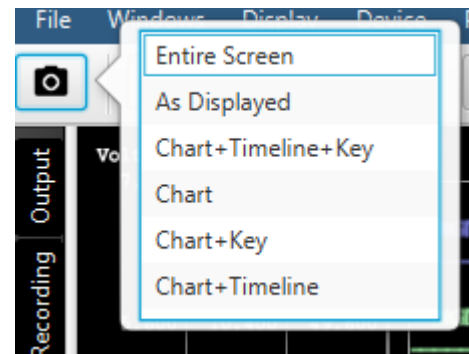 File Windows Display Device
Entire Screen
As Displayed
Chart+Timeline+Key
Chart
Chart+Key
Chart+Timeline
Output
Recording